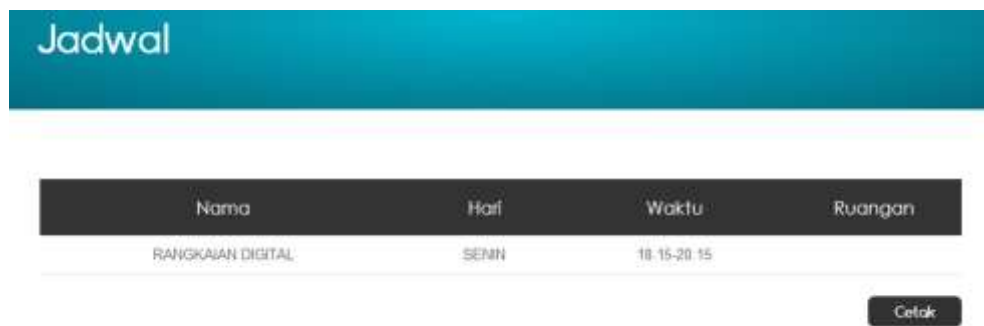 Jadwal
Nama Hari Waktu Ruangan
RANGKAIAN DIGITAL SENIN 18.15-20.15
Cetak